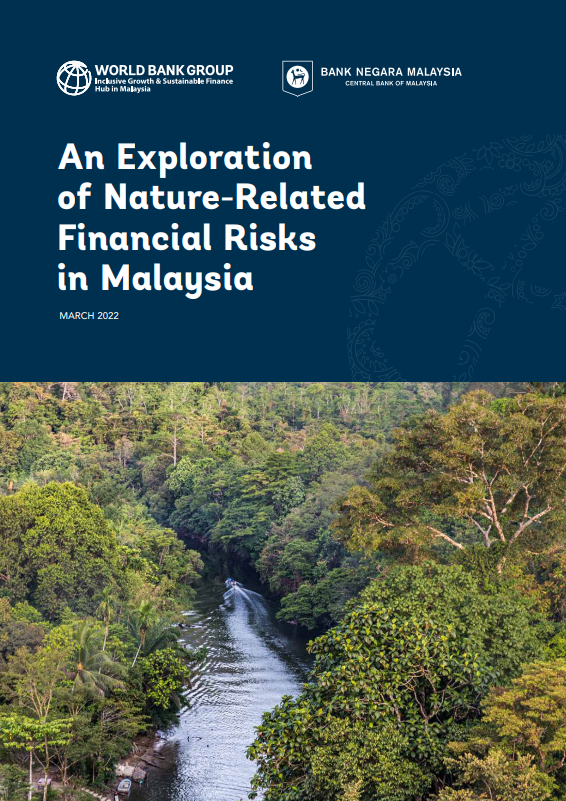 WORLD BANK GROUP
Inclusive Growth & Sustainable Finance
Hub in Malaysia
BANK NEGARA MALAYSIA
CENTRAL BANK OF MALAYSIA
An Exploration
of Nature-Related
Financial Risks
in Malaysia
MARCH 2022